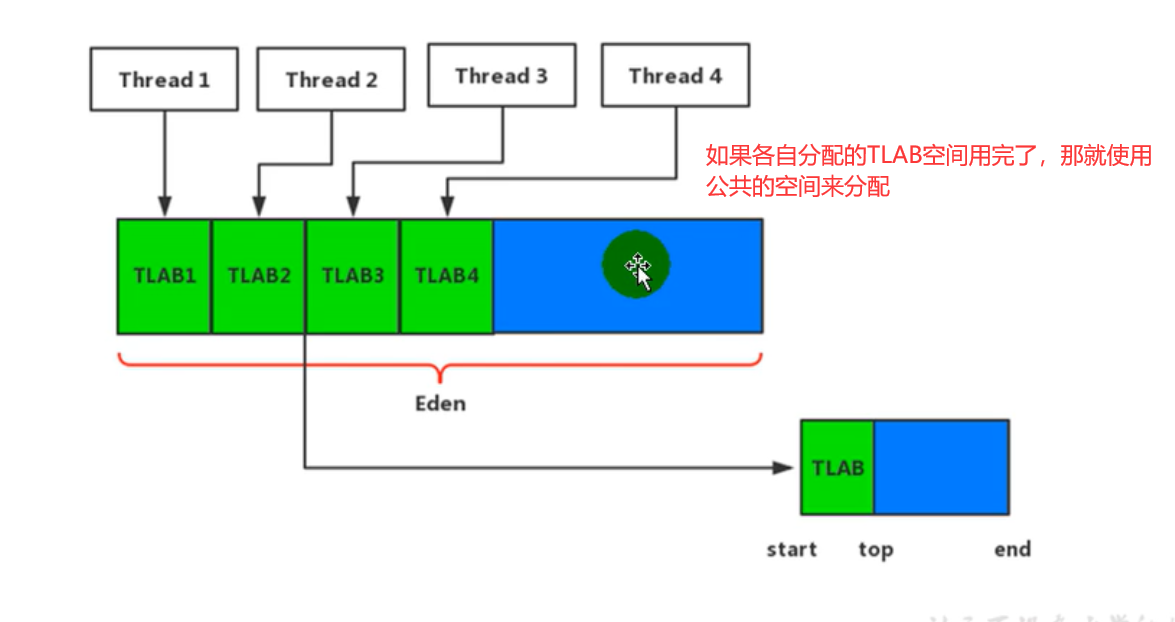 Thread 1
Thread 2
Thread 3
Thread 4
如果各自分配的TLAB空间用完了，那就使用
公共的空间来分配
TLAB1
TLAB2
TLAB3
TLAB4
Eden
TLAB
start
top
end